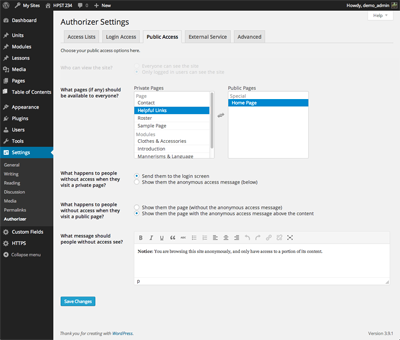 My Sites
HPST 234
0
New
Howdy, demo_admin
Help
Dashboard
Units
Modules
Lessons
Media
Pages
Table of Contents
Appearance
Plugins
Users
Tools
Settings
General
Writing
Reading
Discussion
Media
Permalinks
Authorizer
Custom Fields
HTTPS
Collapse menu
Authorizer Settings
Access Lists
Login Access
Public Access
External Service
Advanced
Choose your public access options here.
Who can view the site?
Everyone can see the site
Only logged in users can see the site
What pages (if any) should
be available to everyone?
Private Pages
Page
Contact
Helpful Links
Roster
Sample Page
Modules
Clothes & Accessories
Introduction
Mannerisms & Language
Public Pages
Special
Home Page
What happens to people
without access when they
visit a private page?
Send them to the login screen
Show them the anonymous access message (below)
What happens to people
without access when they
visit a public page?
Show them the page (without the anonymous access message)
Show them the page with the anonymous access message above the content
What message should
people without access see?
B I U
Notice: You are browsing this site anonymously, and only have access to a portion of its content.
p
Save Changes
Thank you for creating with WordPress.
Version 3.9.1